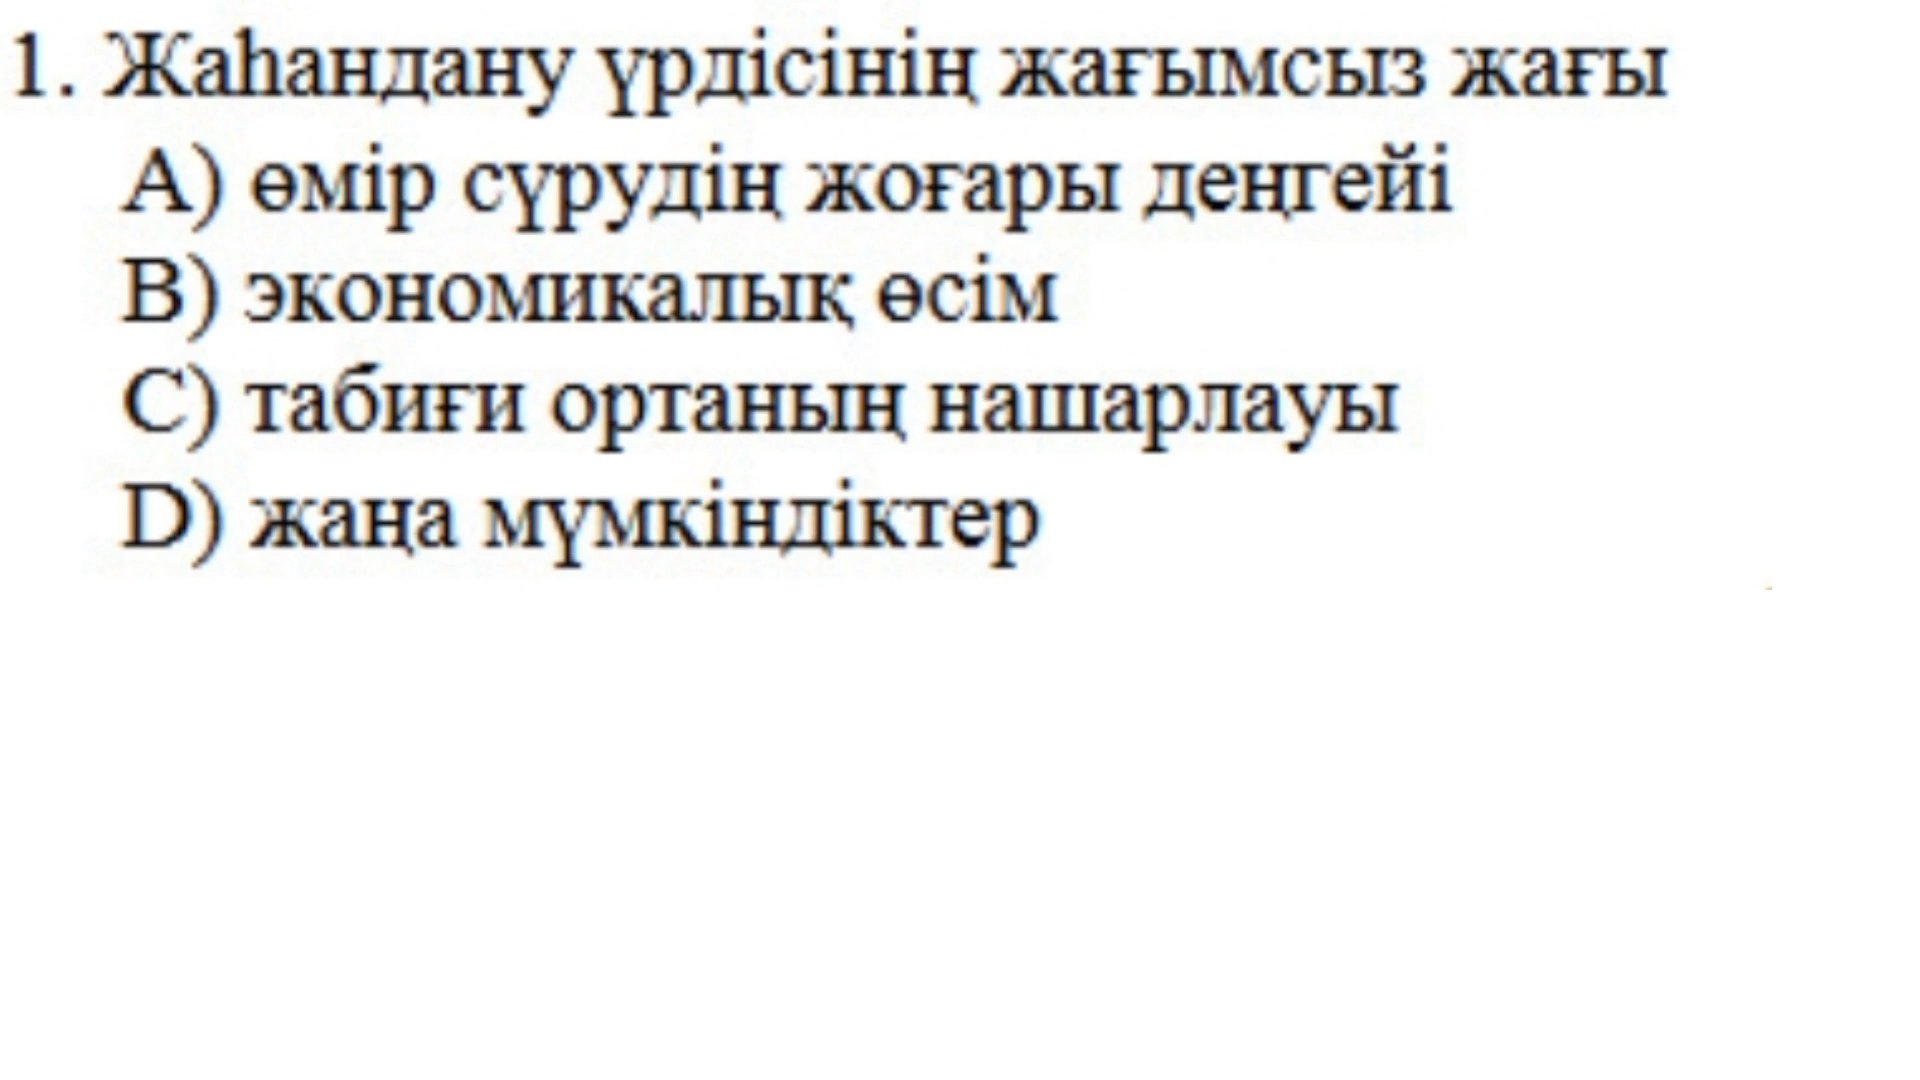 1. Жаһандану үрдісінің жағымсыз жағы
A) өмір сүрудің жоғары деңгейі
B) экономикалық өсім
C) табиғи ортаның нашарлауы
D) жаңа мүмкіндіктер